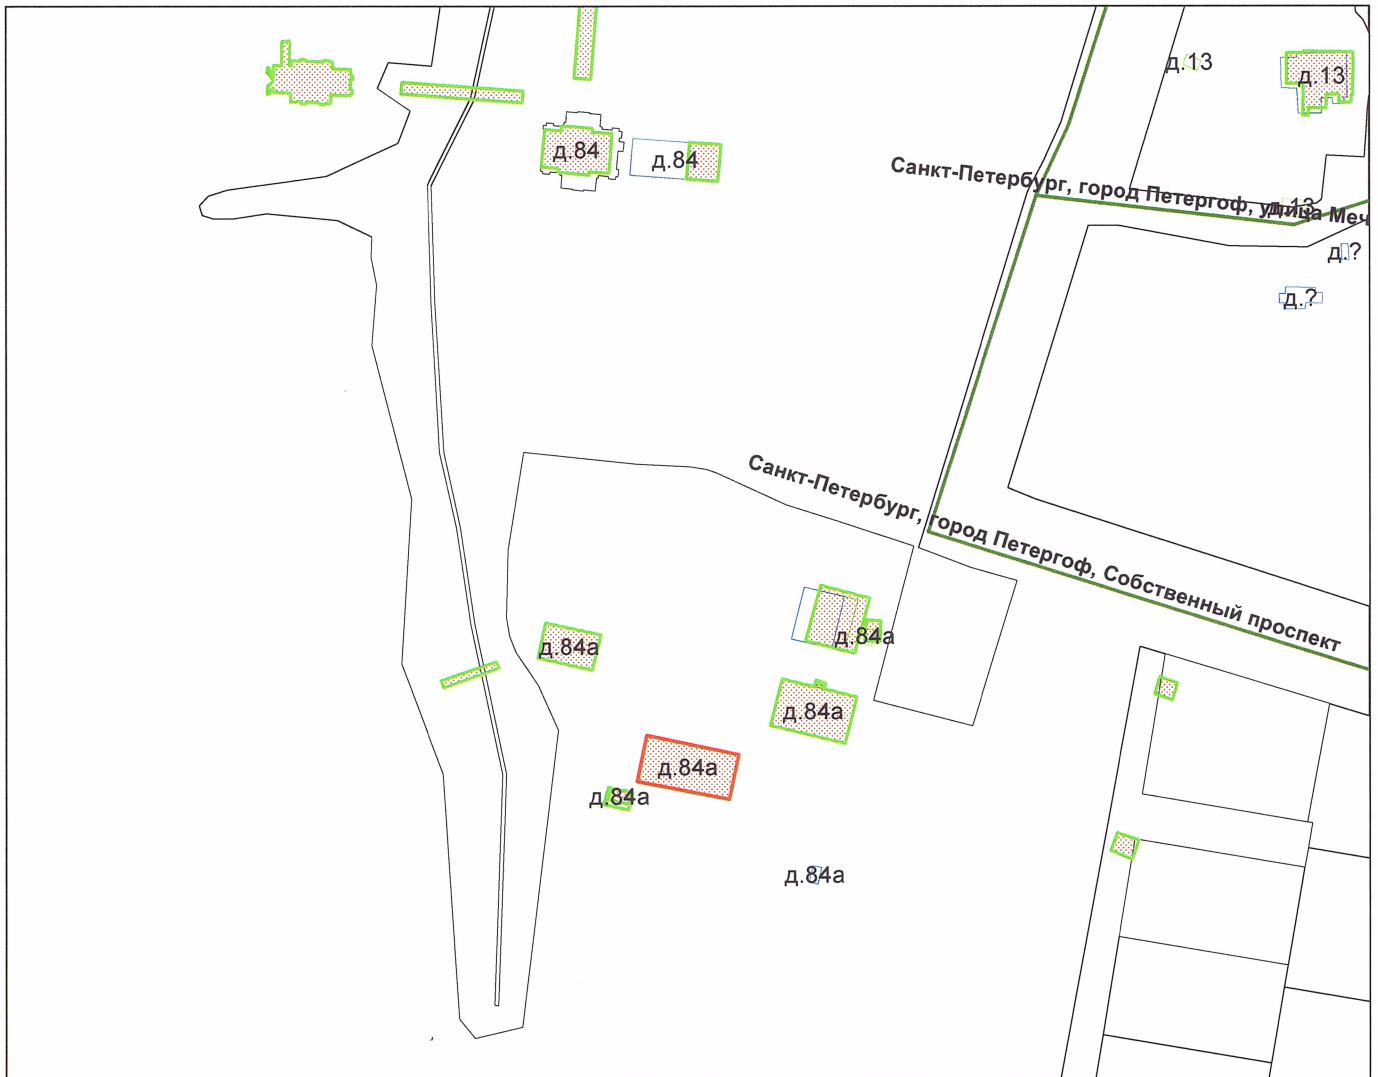 д.13
д.13
д.84
д.84
Санкт-Петербург, город Петергоф, улица Меч
д.13
д.?
д.?
Санкт-Петербург, город Петергоф, Собственный проспект
д.84а
д.84а
д.84а
д.84а
д.84а
д.84а